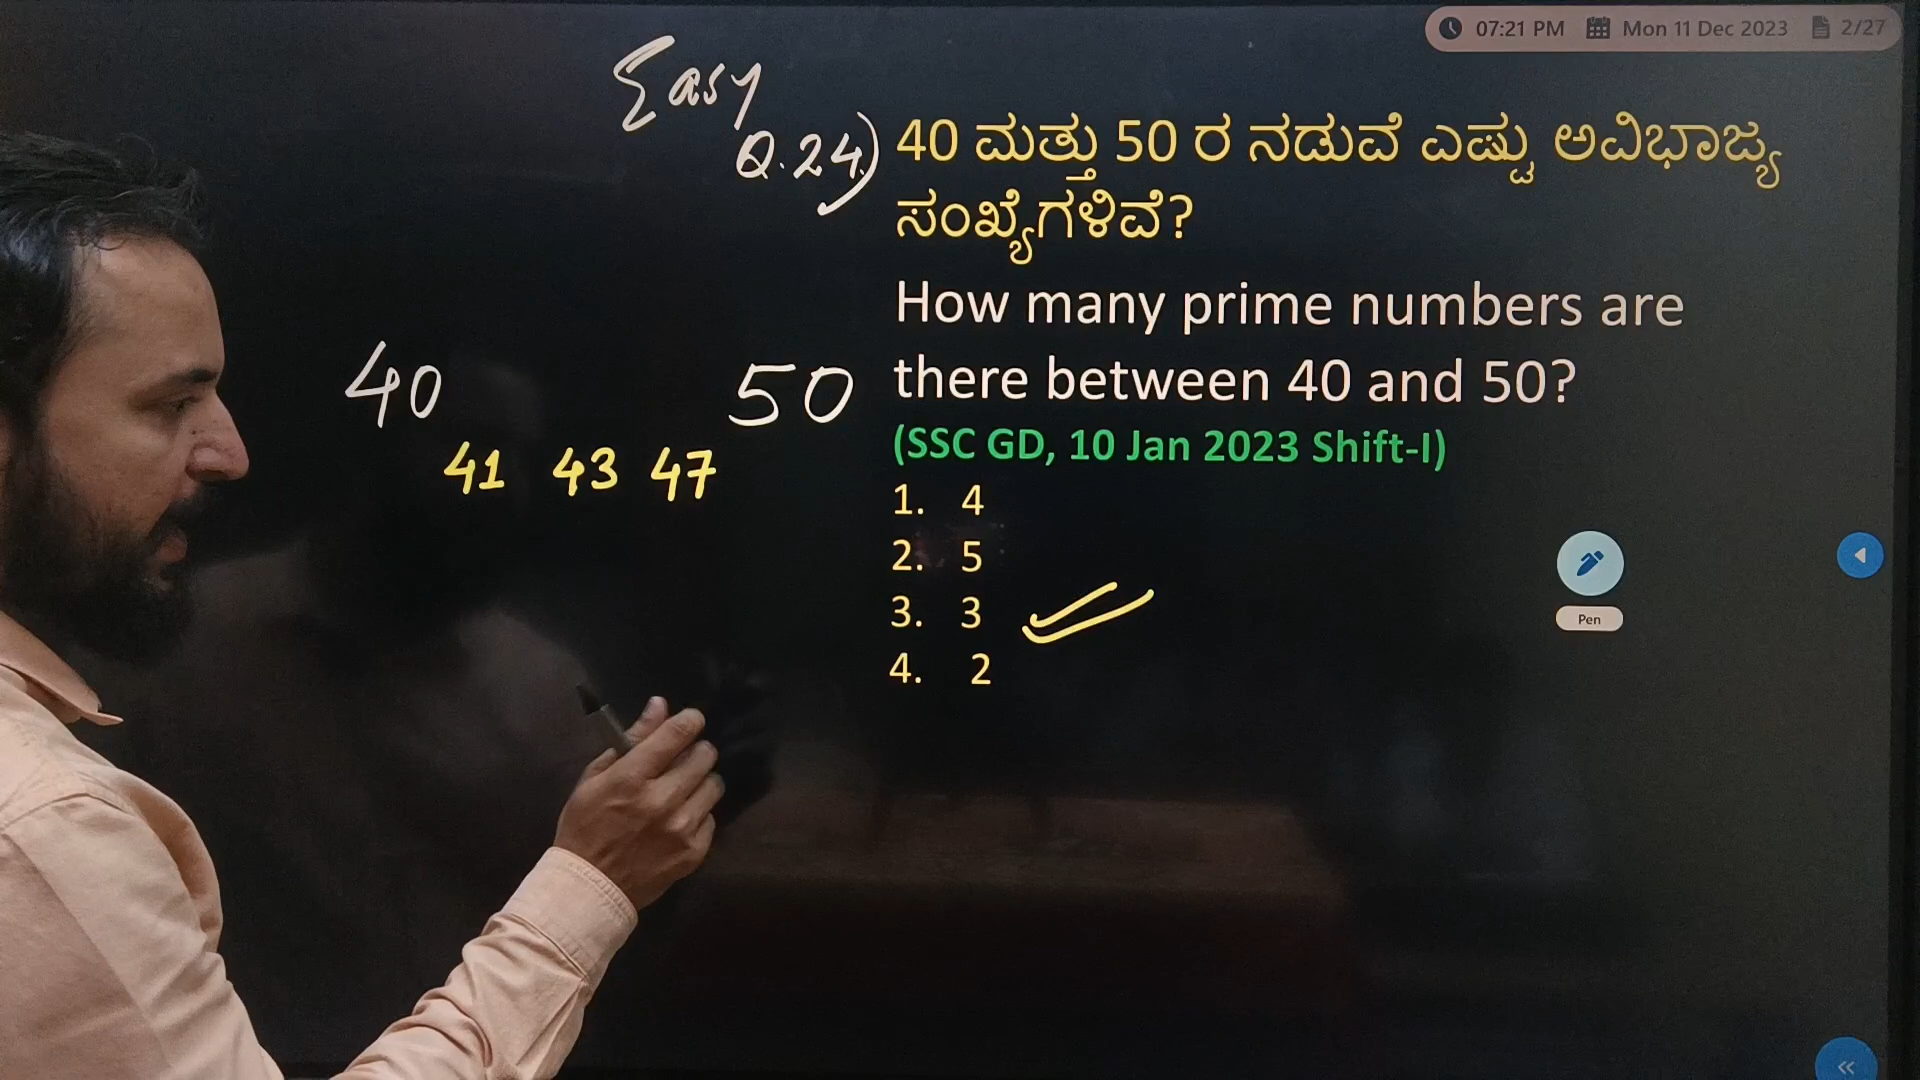 07:21 PM Mon 11 Dec 2023 2/27
Easy
Q.24) 40 ಮತ್ತು 50 ರ ನಡುವೆ ಎಷ್ಟು ಅವಿಭಾಜ್ಯ
ಸಂಖ್ಯೆಗಳಿವೆ?
How many prime numbers are
there between 40 and 50?
(SSC GD, 10 Jan 2023 Shift-I)
1. 4
2. 5
3. 3
4. 2
40 50
41 43 47
Pen